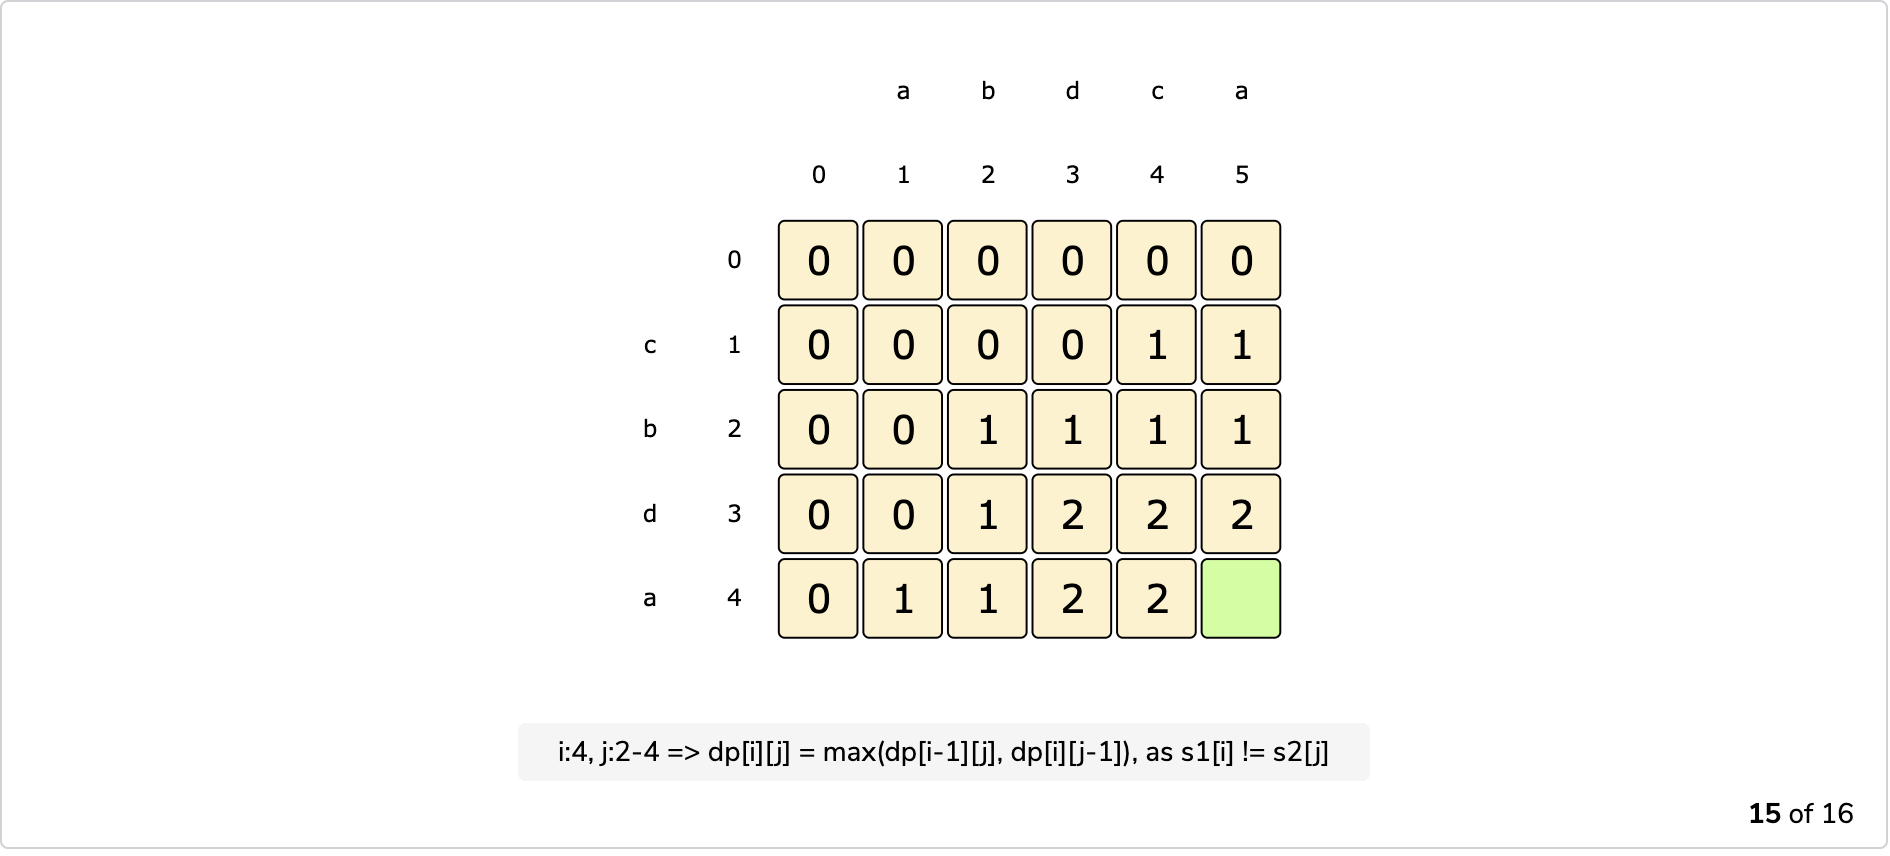 a b d c a
0 1 2 3 4 5
0 0 0 0 0 0 0
c 1 0 0 0 0 1 1
b 2 0 0 1 1 1 1
d 3 0 0 1 2 2 2
a 4 0 1 1 2 2
i:4, j:2-4 => dp[i][j] = max(dp[i-1][j], dp[i][j-1]), as s1[i] != s2[j]
15 of 16